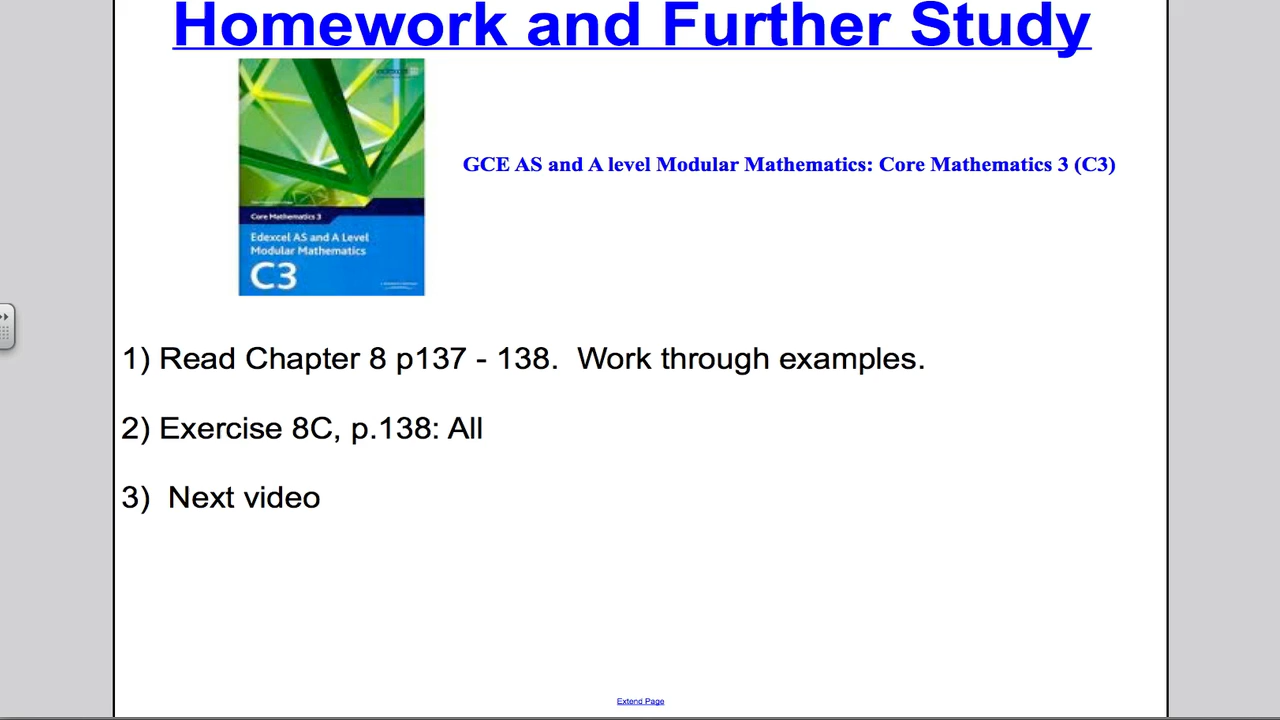 Homework and Further Study
GCE AS and A level Modular Mathematics: Core Mathematics 3 (C3)
Core Mathematics 3
Edexcel AS and A Level
Modular Mathematics
C3
1) Read Chapter 8 p137 - 138. Work through examples.
2) Exercise 8C, p.138: All
3) Next video
Extend Page